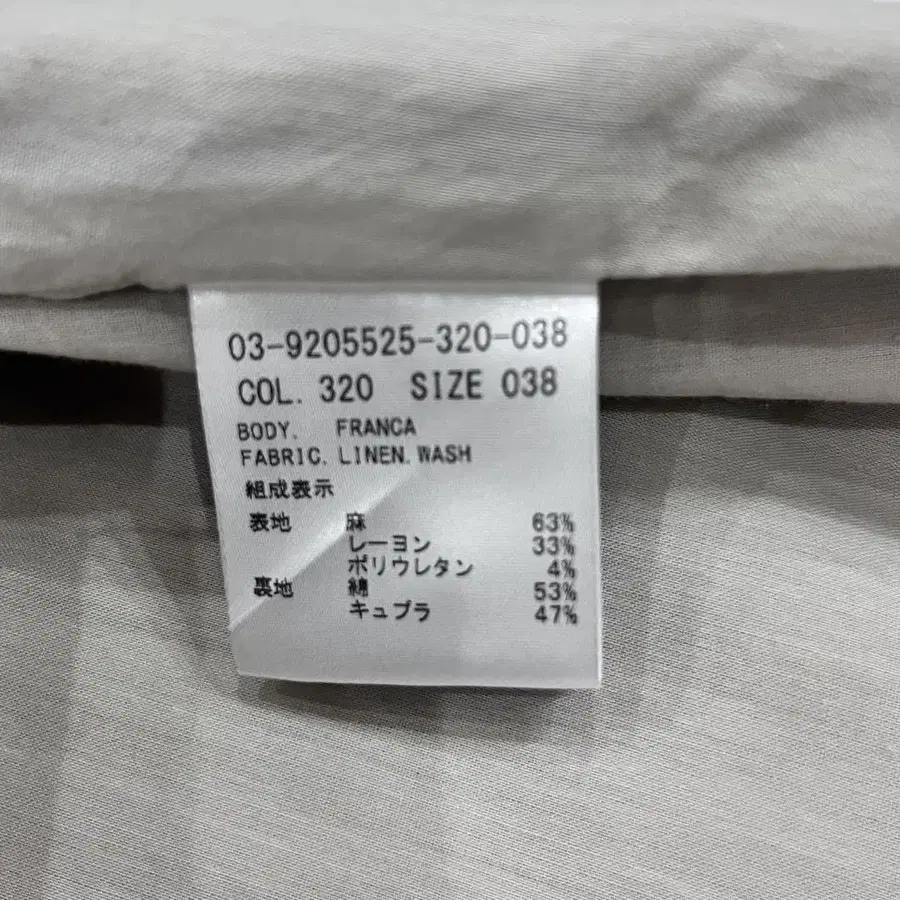 03-9205525-320-038
COL. 320 SIZE 038
BODY. FRANCA
FABRIC. LINEN. WASH
組成表示
表地 麻 63%
レーヨン 33%
ポリウレタン 4%
裏地 綿 53%
キュプラ 47%